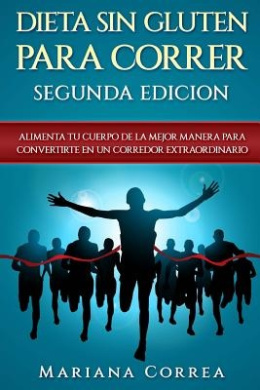 DIETA SIN GLUTEN
PARA CORRER
SEGUNDA EDICION
ALIMENTA TU CUERPO DE LA MEJOR MANERA PARA
CONVERTIRTE EN UN CORREDOR EXTRAORDINARIO
MARIANA CORREA